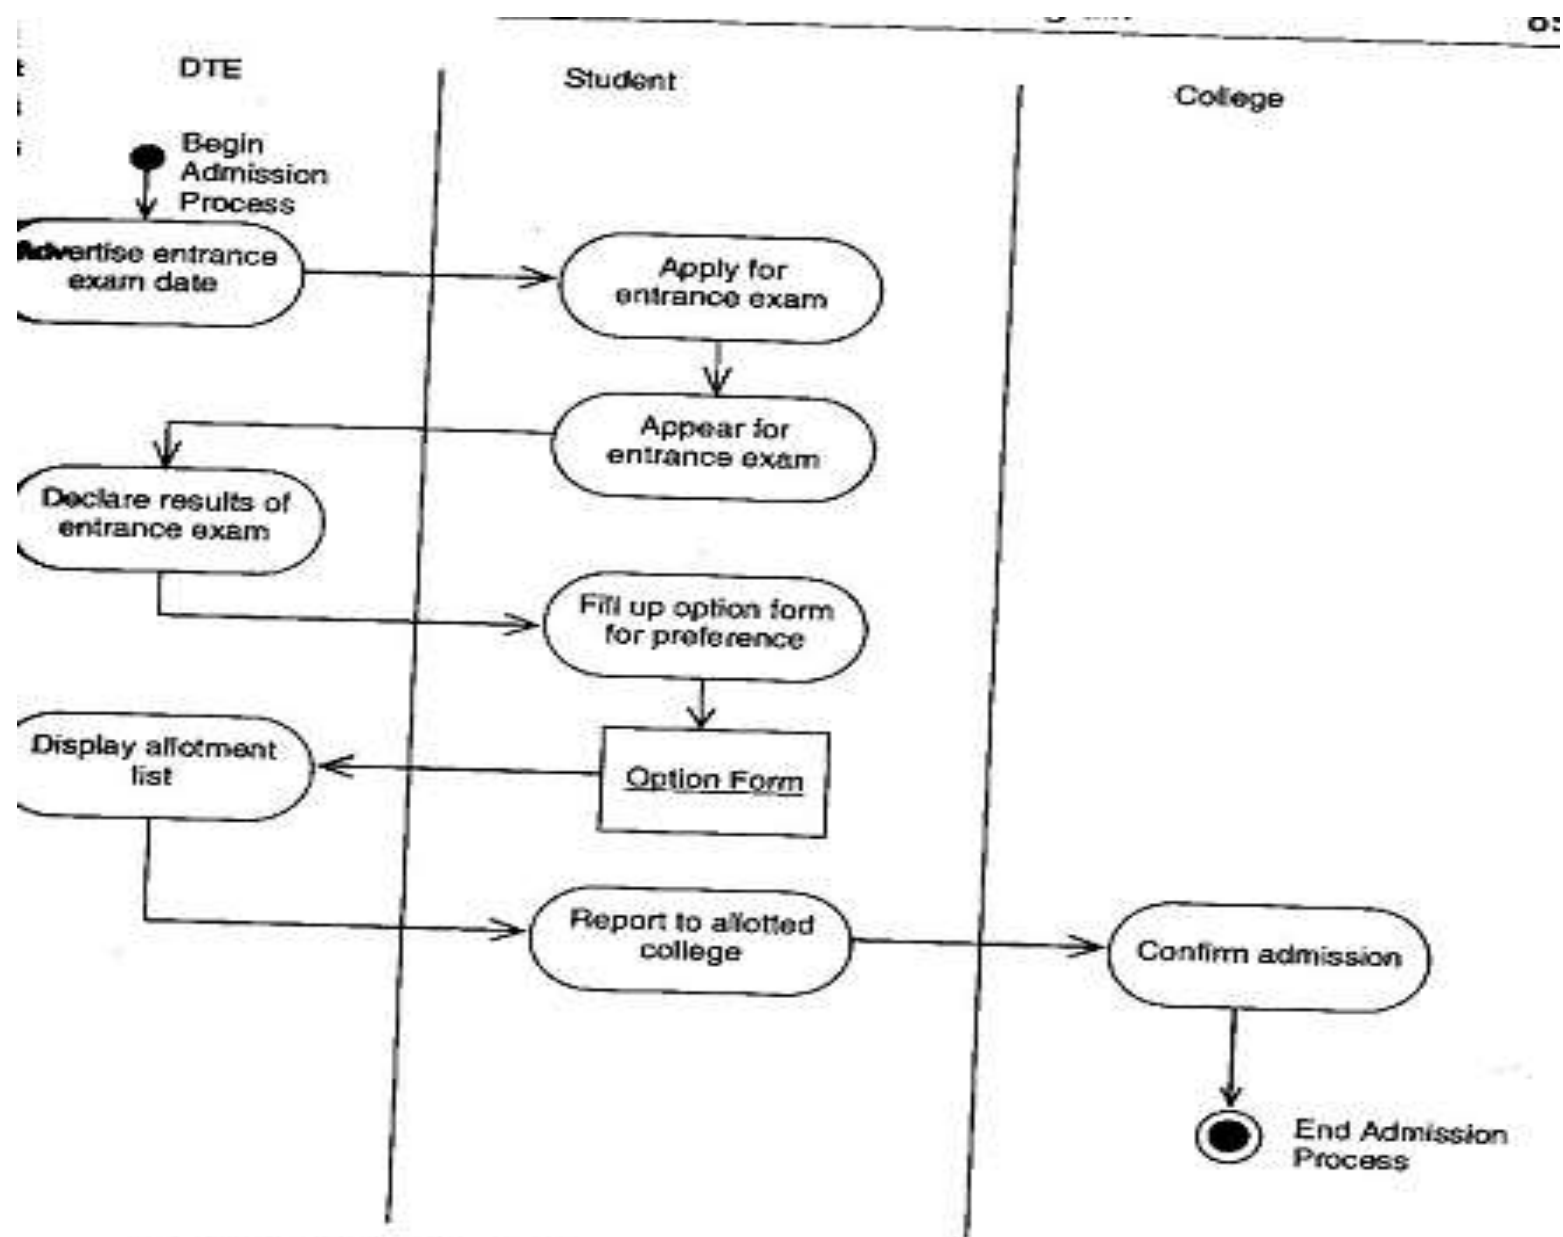 DTE
Student
College
Begin
Admission
Process
Advertise entrance
exam date
Apply for
entrance exam
Appear for
entrance exam
Declare results of
entrance exam
Fill up option form
for preference
Display allotment
list
Option Form
Report to allotted
college
Confirm admission
End Admission
Process